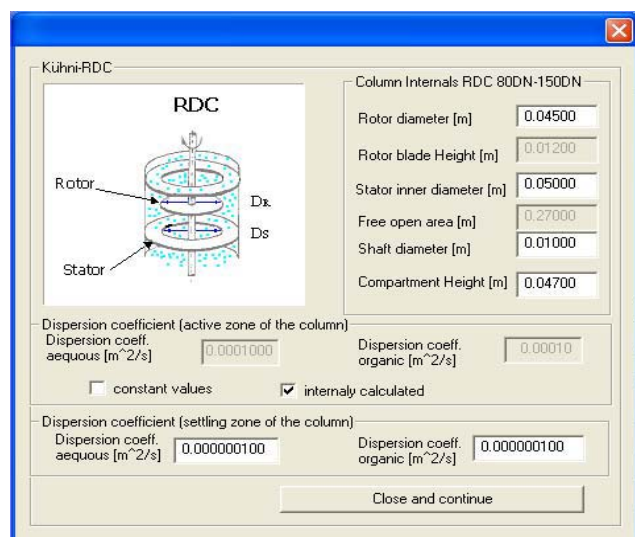 Kühni-RDC
RDC
Rotor
DR
Ds
Stator
Column Internals RDC 80DN-150DN
Rotor diameter [m] 0.04500
Rotor blade Height [m] 0.01200
Stator inner diameter [m] 0.05000
Free open area [m] 0.27000
Shaft diameter [m] 0.01000
Compartment Height [m] 0.04700
Dispersion coefficient (active zone of the column)
Dispersion coeff.
aequous [m^2/s] 0.0001000
Dispersion coeff.
organic [m^2/s] 0.00010
constant values
internaly calculated
Dispersion coefficient (settling zone of the column)
Dispersion coeff.
aequous [m^2/s] 0.000000100
Dispersion coeff.
organic [m^2/s] 0.000000100
Close and continue